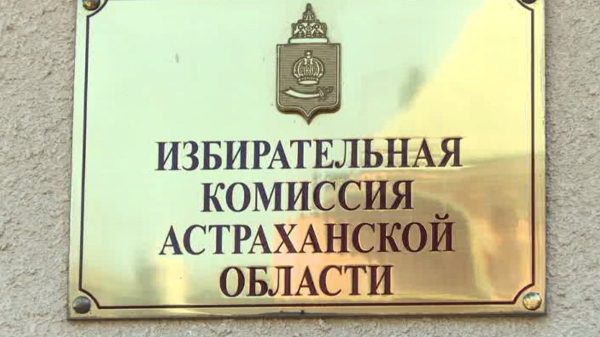 ИЗБИРАТЕЛЬНАЯ
КОМИССИЯ
АСТРАХАНСКОЙ
ОБЛАСТИ